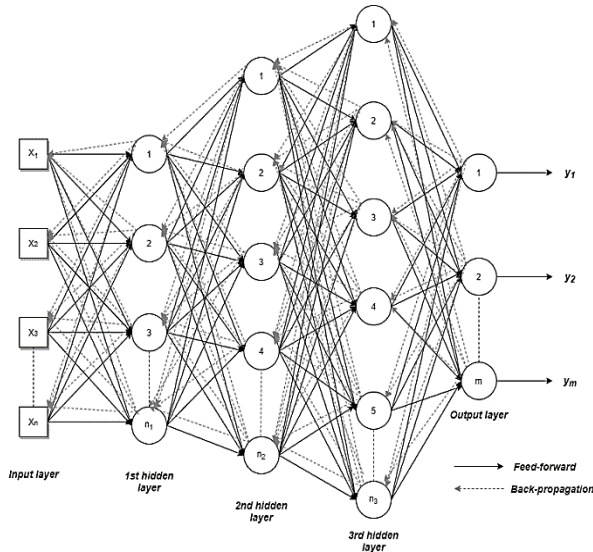 X1
X2
X3
Xn
Input layer
1
2
3
n1
1st hidden
layer
1
2
3
4
n2
2nd hidden
layer
1
2
3
4
5
n3
3rd hidden
layer
1
2
m
Output layer
y1
y2
ym
Feed-forward
Back-propagation